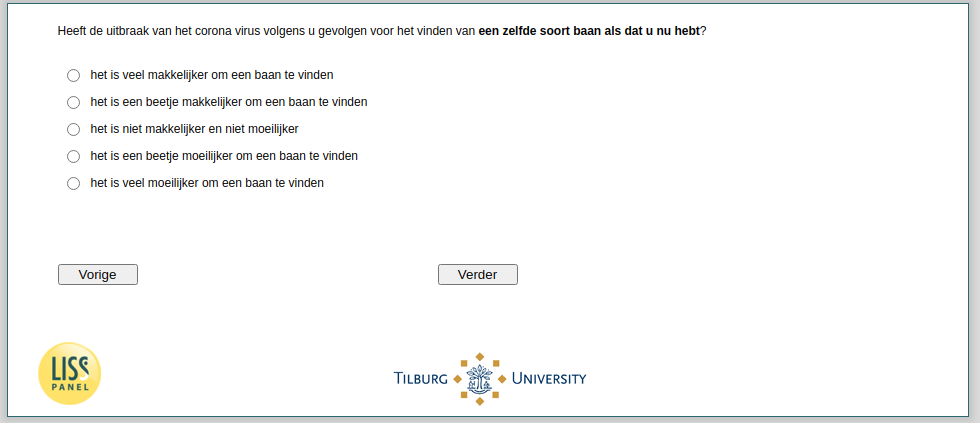 Heeft de uitbraak van het corona virus volgens u gevolgen voor het vinden van een zelfde soort baan als dat u nu hebt?
het is veel makkelijker om een baan te vinden
het is een beetje makkelijker om een baan te vinden
het is niet makkelijker en niet moeilijker
het is een beetje moeilijker om een baan te vinden
het is veel moeilijker om een baan te vinden
Vorige Verder
LISS
PANEL
TILBURG UNIVERSITY